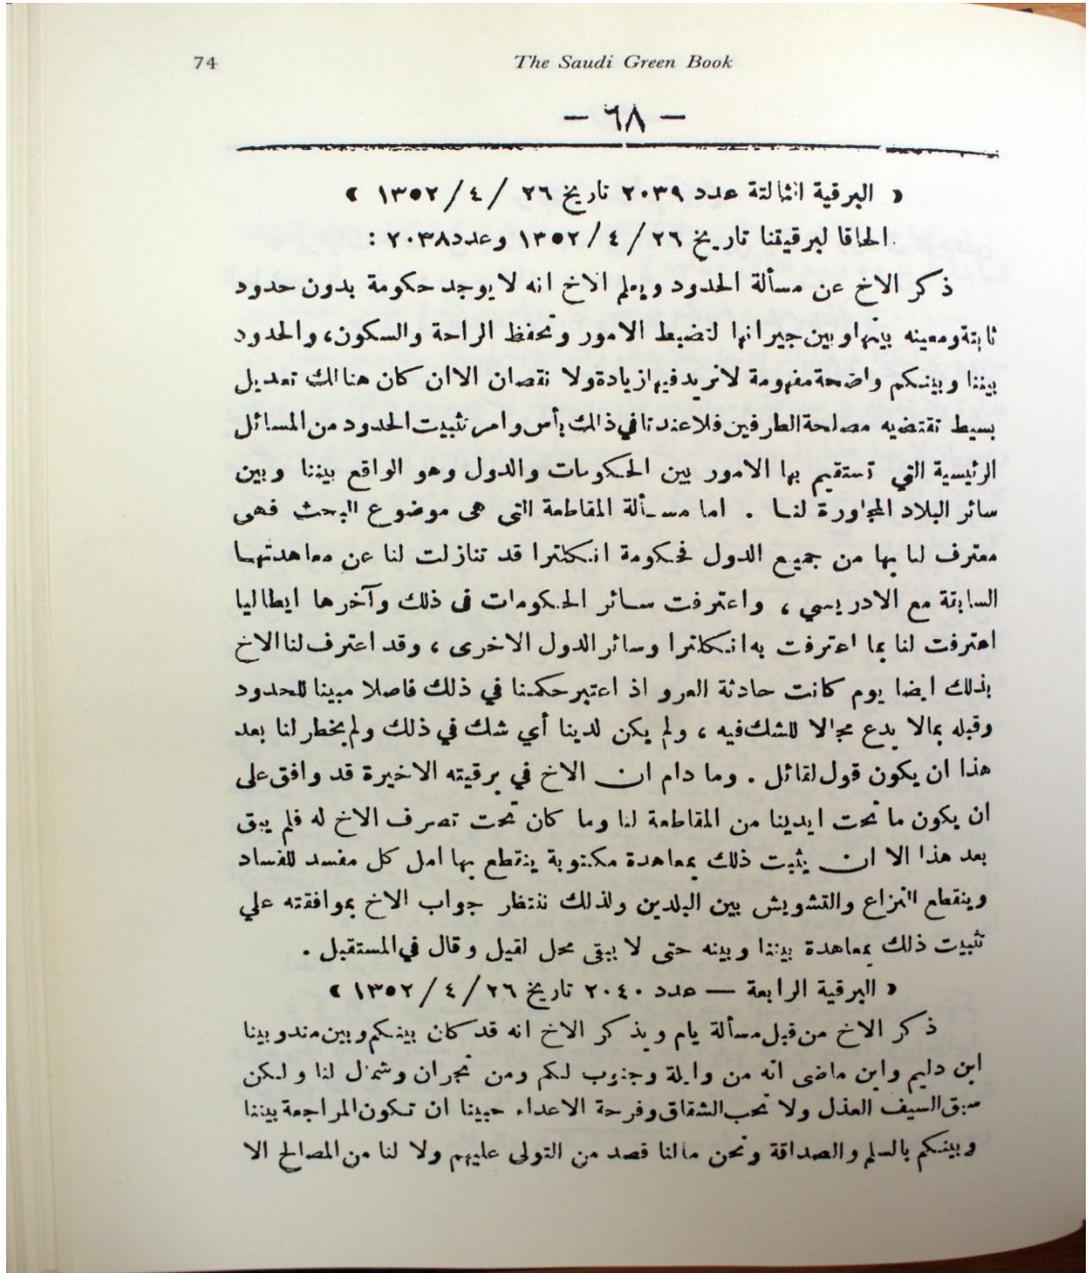 74
The Saudi Green Book
— ٦٨ —
« البرقية الثالثة عدد ٢٠٣٩ تاريخ ٢٦ / ٤ / ١٣٥٢ »
الحاقا لبرقيتنا تاريخ ٢٦ / ٤ / ١٣٥٢ وعدد ٢٠٣٨ :
ذكر الاخ عن مسألة الحدود ويعلم الاخ انه لا يوجد حكومة بدون حدود
ثابتة ومعينه بينها وبين جيرانها لتضبط الامور وتحفظ الراحة والسكون، والحدود
بيننا وبينكم واضحة مفهومة لا نريد فيها زيادة ولا نقصان الا ان كان هنالك تعديل
بسيط تقتضيه مصلحة الطرفين فلا عندنا في ذلك بأس وامر تثبيت الحدود من المسائل
الرئيسية التي تستقيم بها الامور بين الحكومات والدول وهو الواقع بيننا وبين
سائر البلاد المجاورة لنا . اما مسألة المقاطعة التى هى موضوع البحث فهى
معترف لنا بها من جميع الدول فحكومة انكلترا قد تنازلت لنا عن معاهدتها
السابقة مع الادريسي ، واعترفت سائر الحكومات فى ذلك وآخرها ايطاليا
اعترفت لنا بما اعترفت به انكلترا وسائر الدول الاخرى ، وقد اعترف لنا الاخ
بذلك ايضا يوم كانت حادثة العرو اذ اعتبر حكمنا في ذلك فاصلا مبينا للحدود
وقبله بمالا يدع مجالا للشك فيه ، ولم يكن لدينا أي شك في ذلك ولم يخطر لنا بعد
هذا ان يكون قول لقائل . وما دام ان الاخ في برقيته الاخيرة قد وافق على
ان يكون ما تحت ايدينا من المقاطعة لنا وما كان تحت تصرف الاخ له فلم يبق
بعد هذا الا ان يثبت ذلك بمعاهدة مكتوبة ينقطع بها امل كل مفسد للفساد
وينقطع النزاع والتشويش بين البلدين ولذلك ننتظر جواب الاخ بموافقته علي
تثبيت ذلك بمعاهدة بيننا وبينه حتى لا يبقى محل لقيل وقال في المستقبل .
« البرقية الرابعة — عدد ٢٠٤٠ تاريخ ٢٦ / ٤ / ١٣٥٢ »
ذكر الاخ من قبل مسألة يام ويذكر الاخ انه قد كان بينكم وبين مندوبينا
ابن دليم وابن ماضى انه من وايلة وجنوب لكم ومن نجران وشمال لنا ولكن
سبق السيف العذل ولا نحب الشقاق وفرحة الاعداء حبينا ان تكون المراجعة بيننا
وبينكم بالسلم والصداقة ونحن مالنا قصد من التولى عليهم ولا لنا من المصالح الا